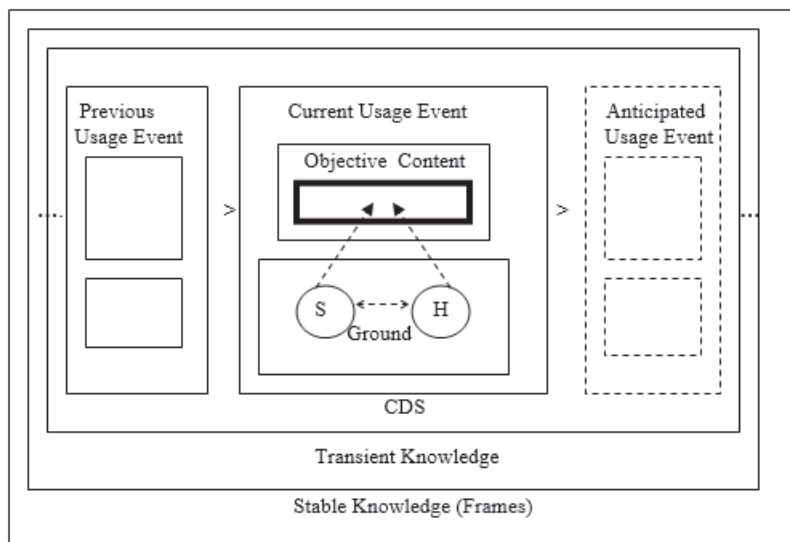 Previous
Usage Event
Current Usage Event
Anticipated
Usage Event
Objective Content
....
>
>
...
S
H
Ground
CDS
Transient Knowledge
Stable Knowledge (Frames)